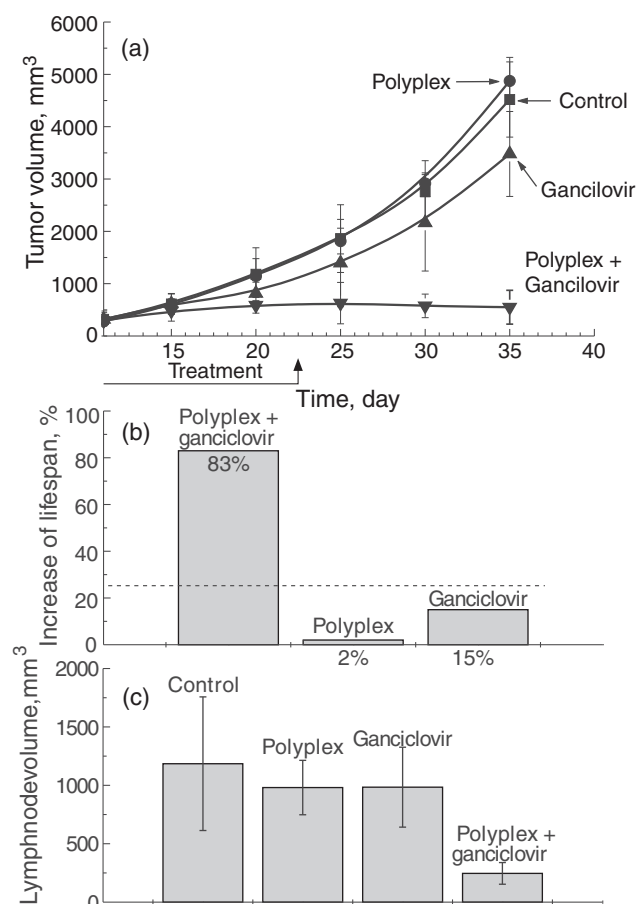 (a)
Tumor volume, mm³
6000
5000
4000
3000
2000
1000
0
Polyplex
Control
Gancilovir
Polyplex +
Gancilovir
15
20
25
30
35
40
Treatment
Time, day
(b)
Increase of lifespan, %
100
80
60
40
20
0
Polyplex +
ganciclovir
83%
Polyplex
2%
Ganciclovir
15%
(c)
Lymphnodevolume,mm³
2000
1500
1000
500
0
Control
Polyplex
Ganciclovir
Polyplex +
ganciclovir